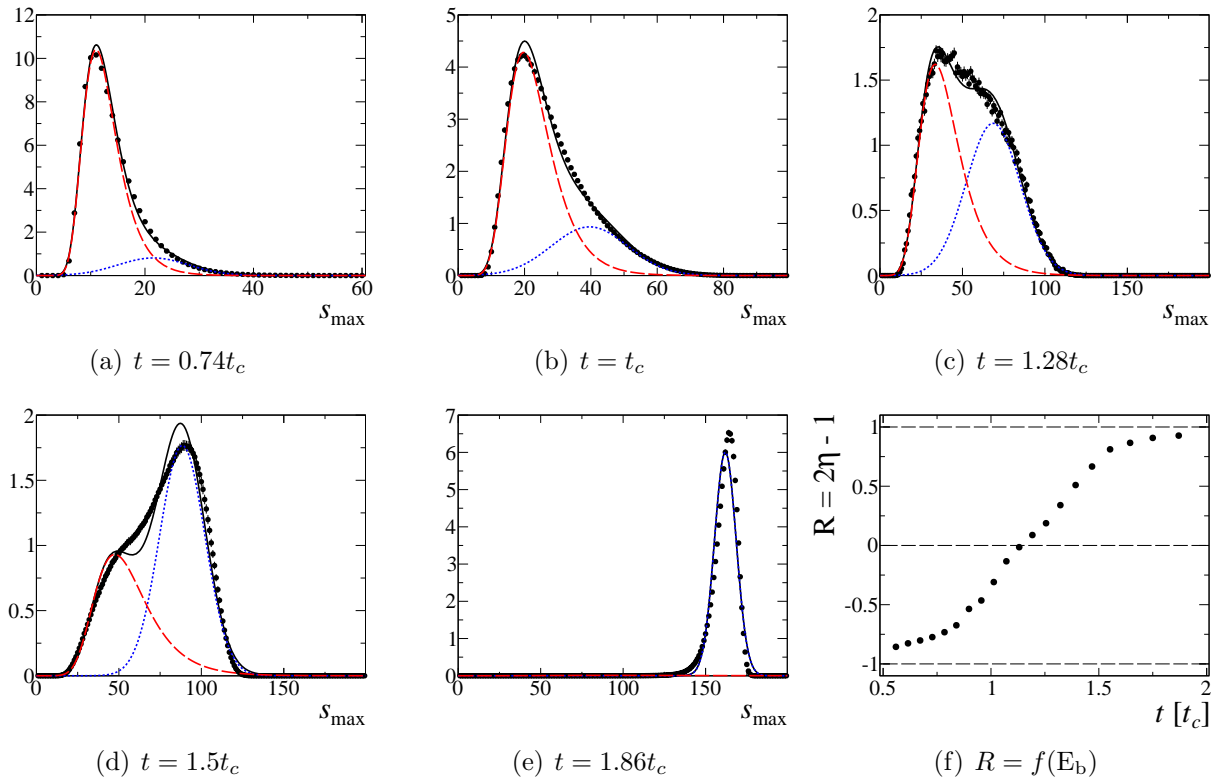 12
10
8
6
4
2
0
0 20 40 60
s_max
(a) t = 0.74t_c
5
4
3
2
1
0
0 20 40 60 80 100
s_max
(b) t = t_c
2
1.5
1
0.5
0
0 50 100 150
s_max
(c) t = 1.28t_c
2
1.5
1
0.5
0
0 50 100 150
s_max
(d) t = 1.5t_c
7
6
5
4
3
2
1
0
0 50 100 150
s_max
(e) t = 1.86t_c
R = 2η - 1
1
0.5
0
-0.5
-1
0.5 1 1.5 2
t [t_c]
(f) R = f(E_b)